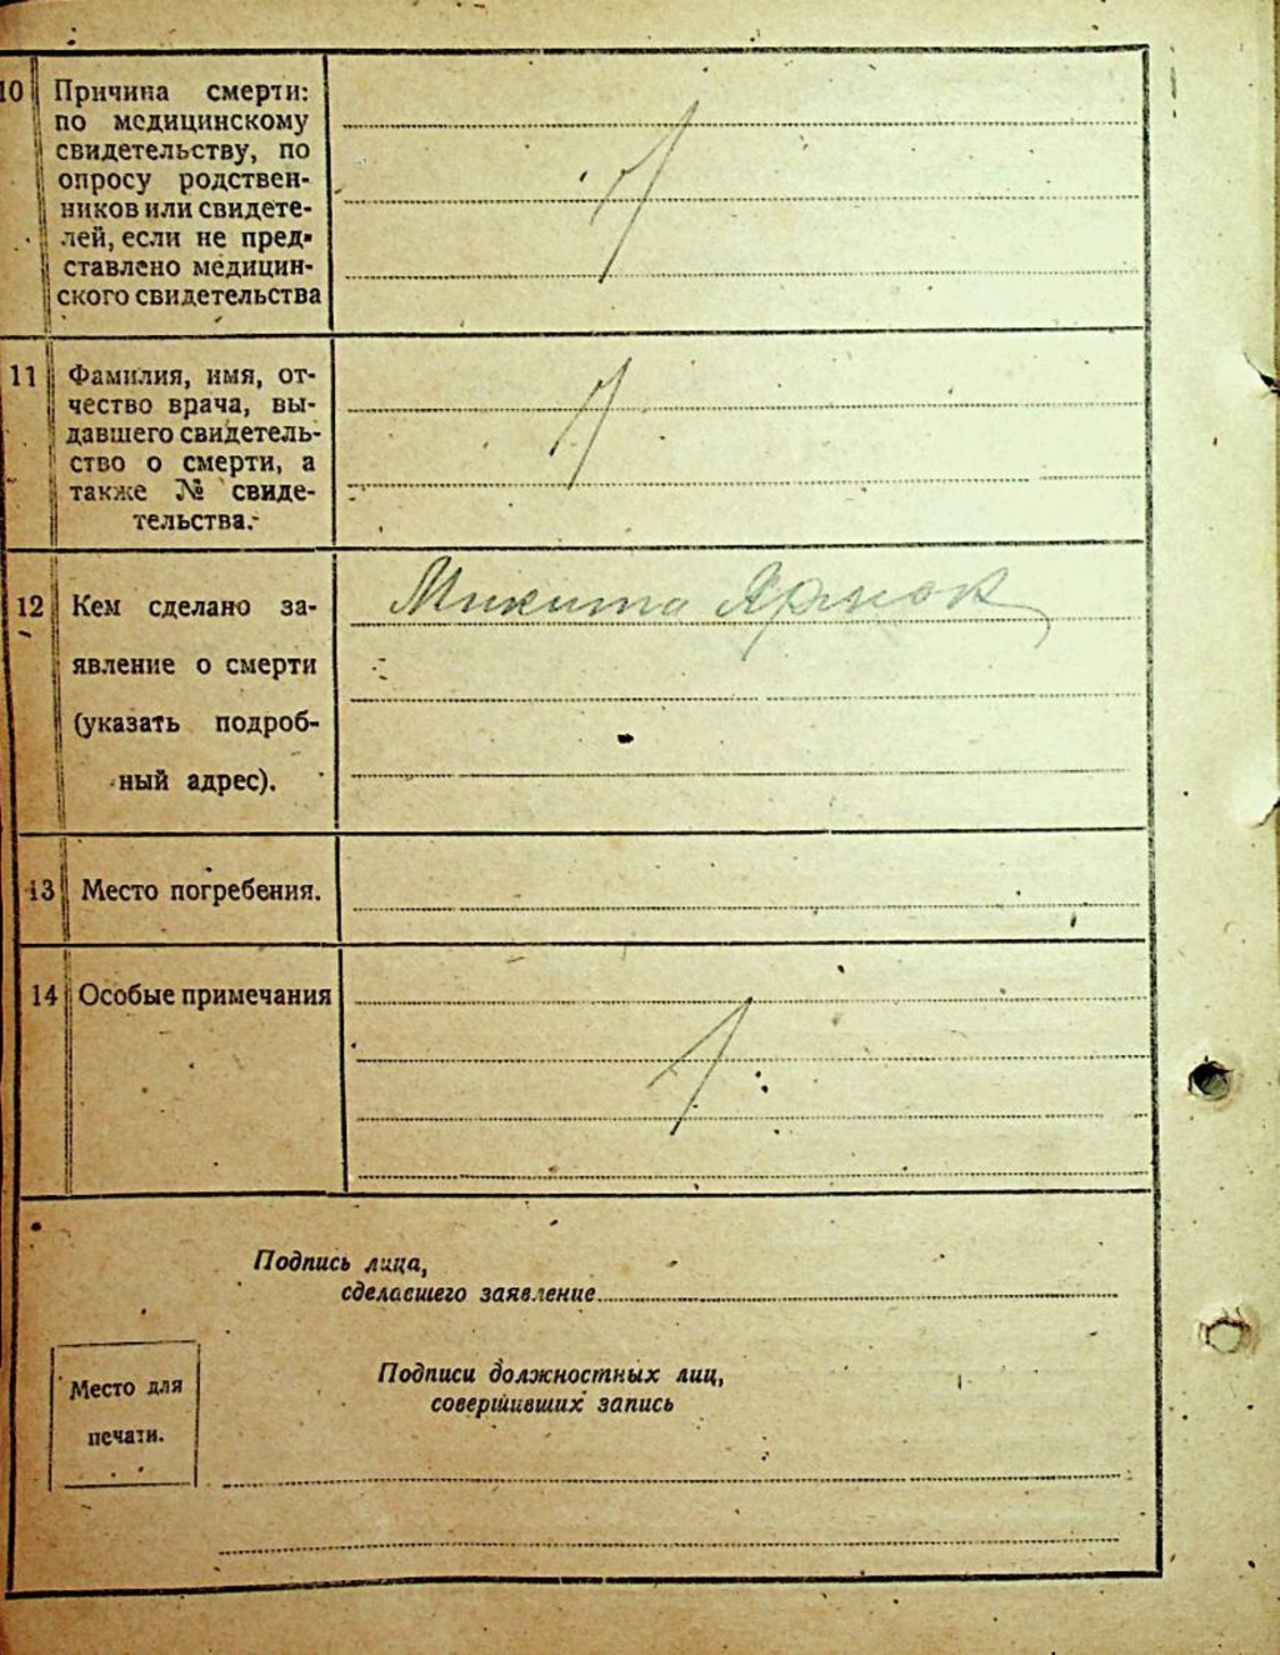 10 Причина смерти:
по медицинскому
свидетельству, по
опросу родствен-
ников или свидете-
лей, если не пред-
ставлено медицин-
ского свидетельства
11 Фамилия, имя, от-
чество врача, вы-
давшего свидетель-
ство о смерти, а
также № свиде-
тельства.
12 Кем сделано за-
явление о смерти
(указать подроб-
ный адрес).
Микита
13 Место погребения.
14 Особые примечания
Подпись лица,
сделавшего заявление
Место для
печати.
Подписи должностных лиц,
совершивших запись